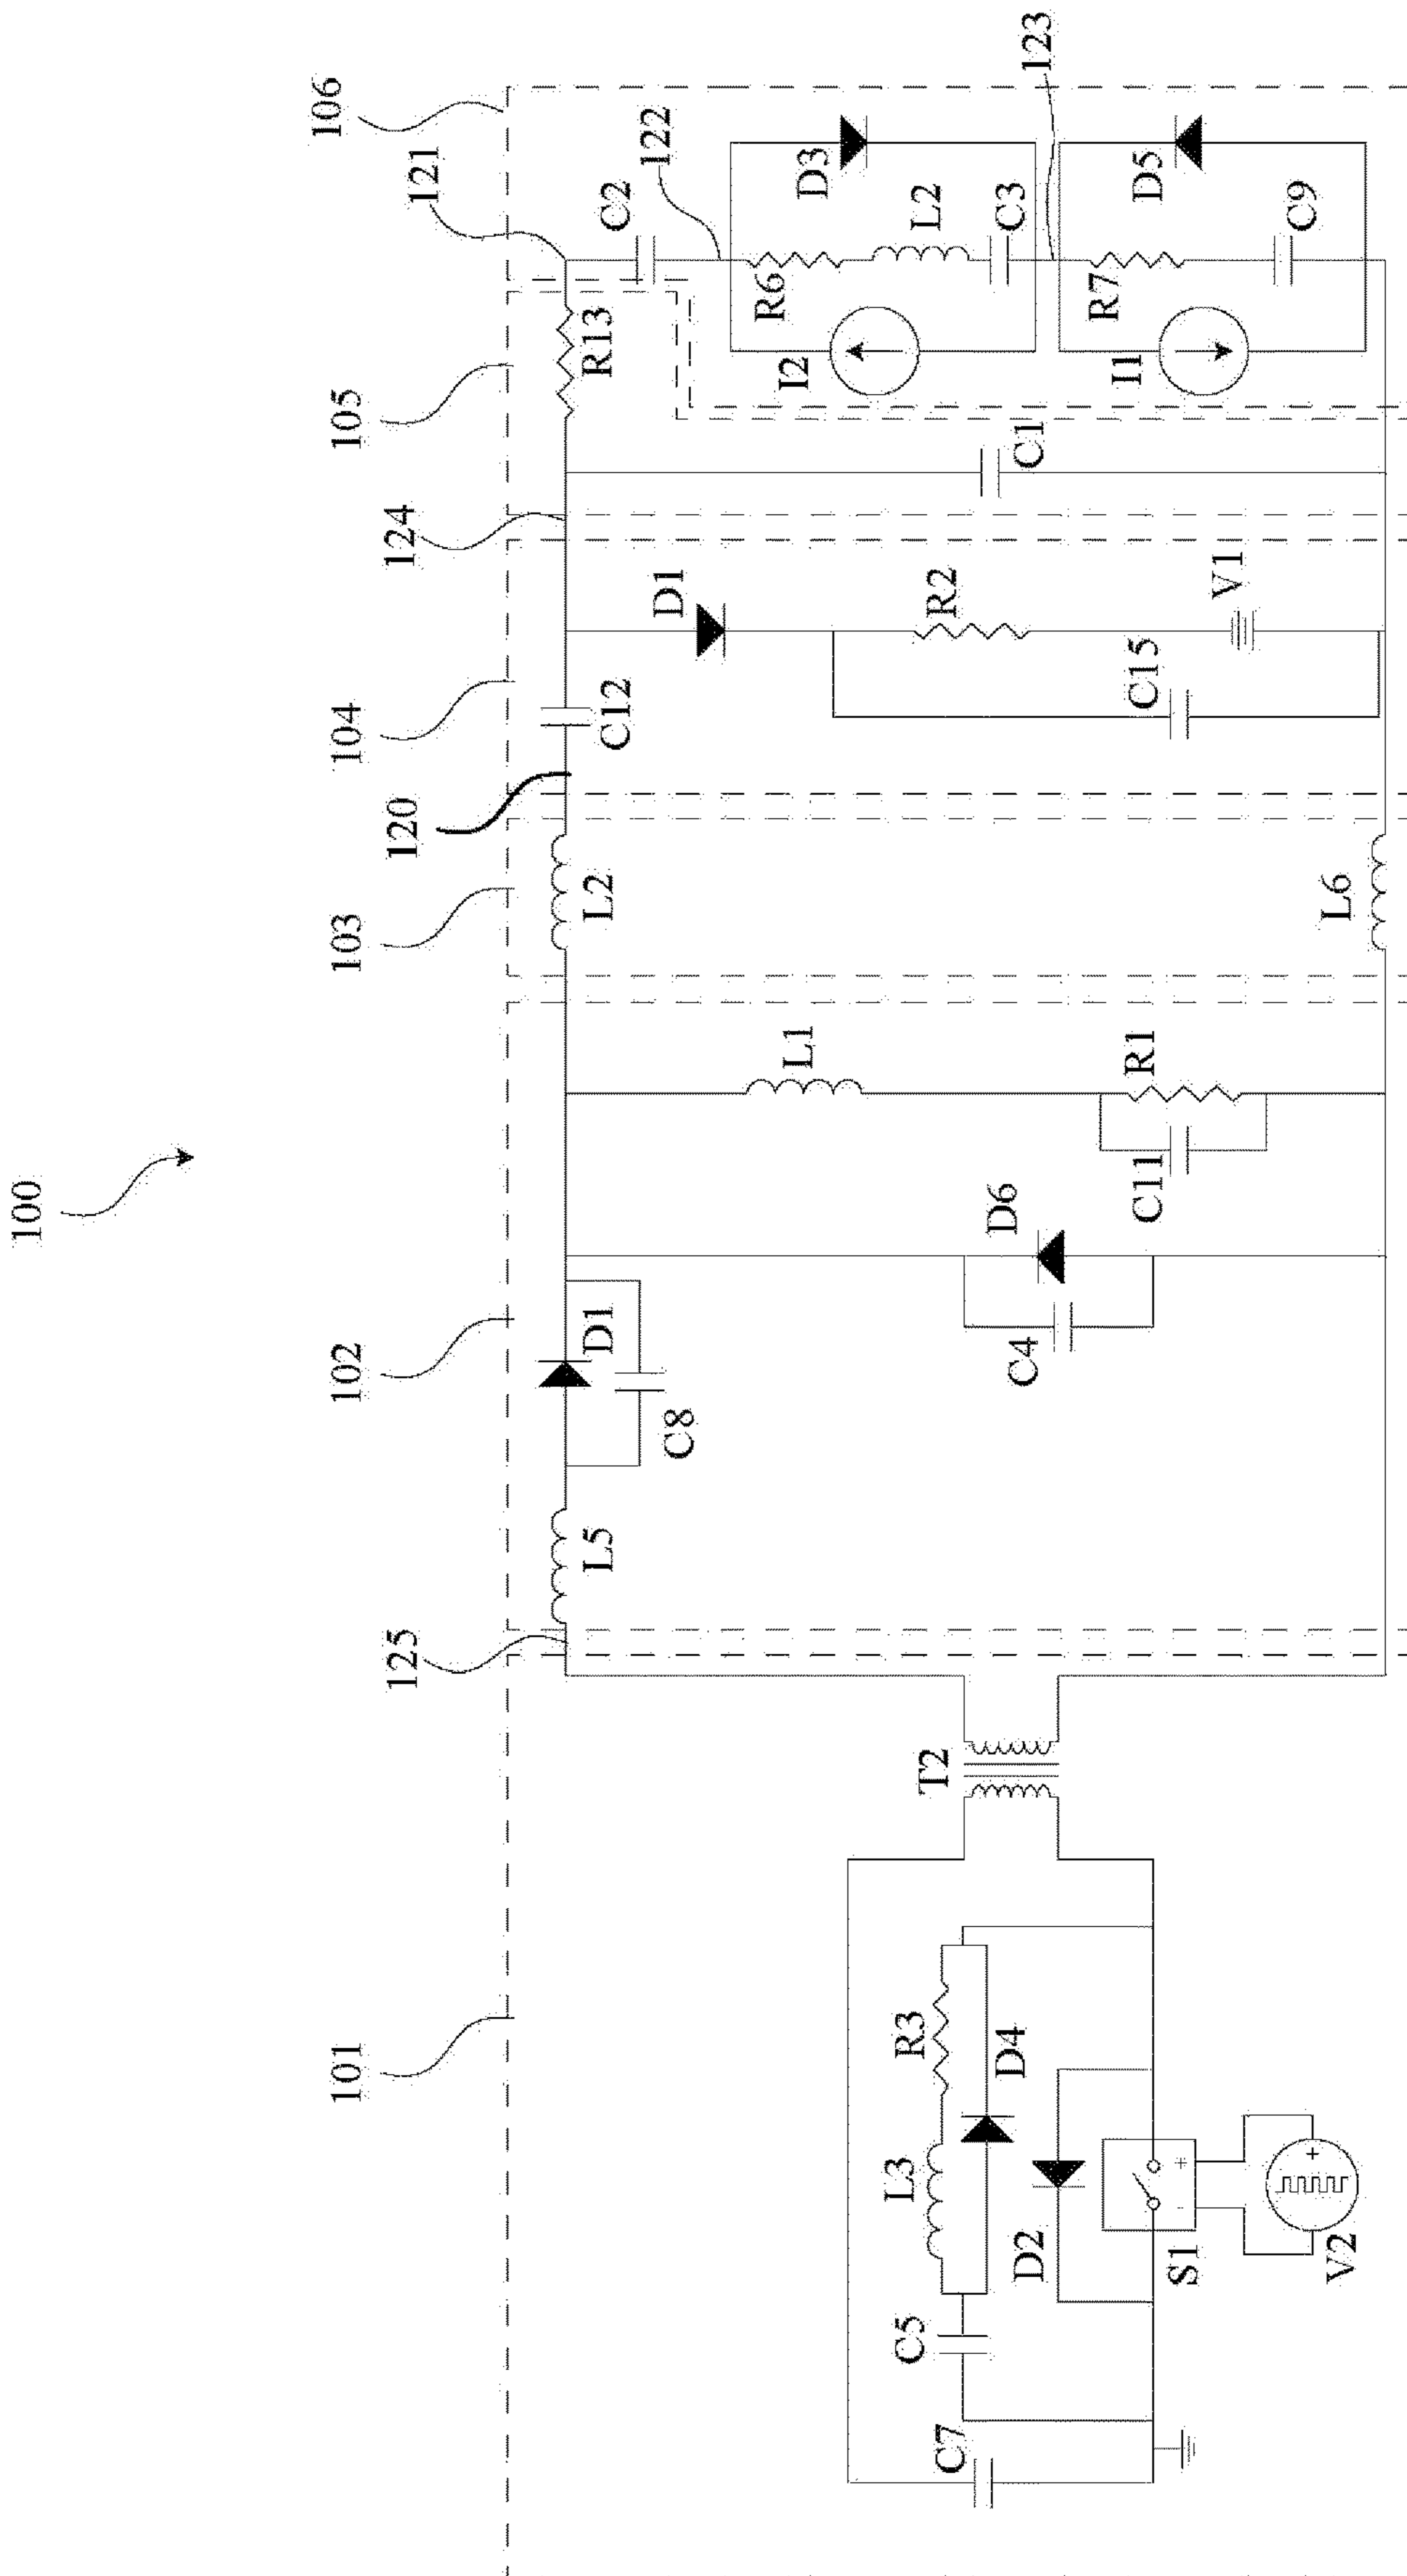 100
101
102
103
104
105
106
125
120
124
121
122
123
C7
C5
L3
R3
D4
D2
S1
- +
V2
+
T2
L5
D1
C8
C4
D6
L1
C11
R1
L2
L6
C12
D1
R2
C15
V1
C1
R13
C2
I2
R6
L2
C3
D3
I1
R7
C9
D5